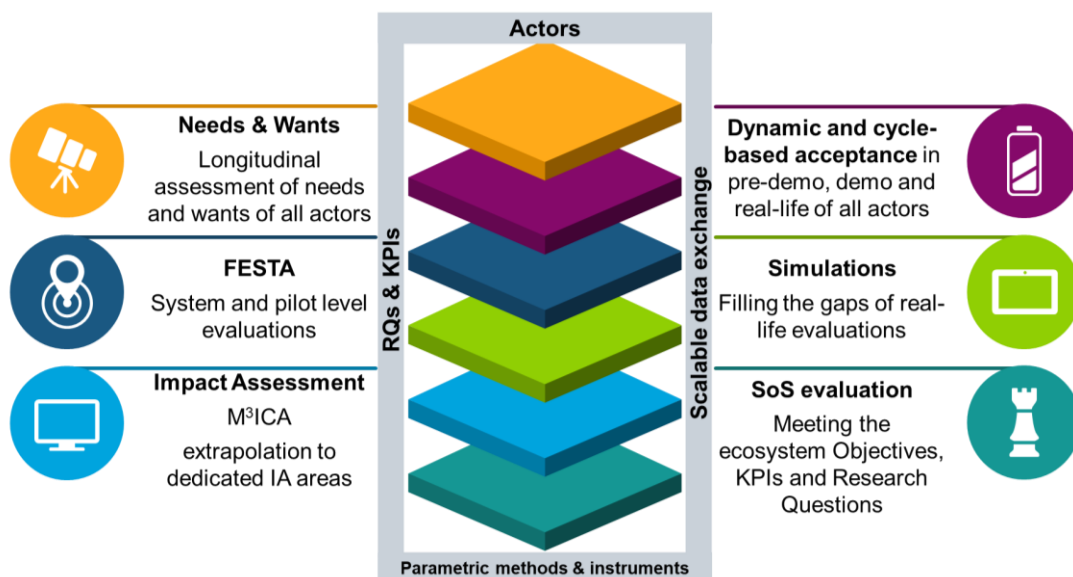 Actors
Needs & Wants
Longitudinal
assessment of needs
and wants of all actors
FESTA
System and pilot level
evaluations
Impact Assessment
M³ICA
extrapolation to
dedicated IA areas
RQs & KPIs
Scalable data exchange
Dynamic and cycle-
based acceptance in
pre-demo, demo and
real-life of all actors
Simulations
Filling the gaps of real-
life evaluations
SoS evaluation
Meeting the
ecosystem Objectives,
KPIs and Research
Questions
Parametric methods & instruments